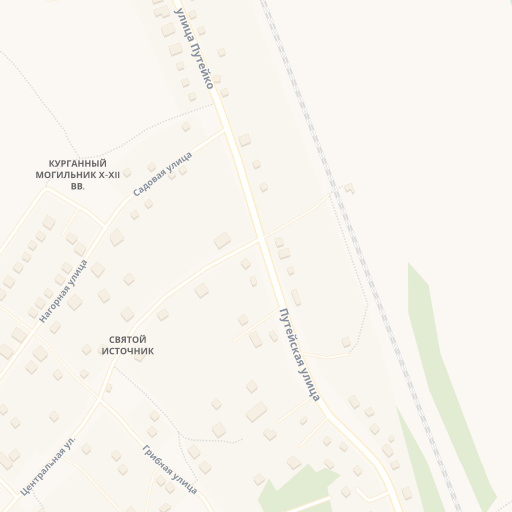 улица Путейко
КУРГАННЫЙ
МОГИЛЬНИК X-XII
ВВ.
Садовая улица
Нагорная улица
СВЯТОЙ
ИСТОЧНИК
Путейская улица
Центральная ул.
Грибная улица